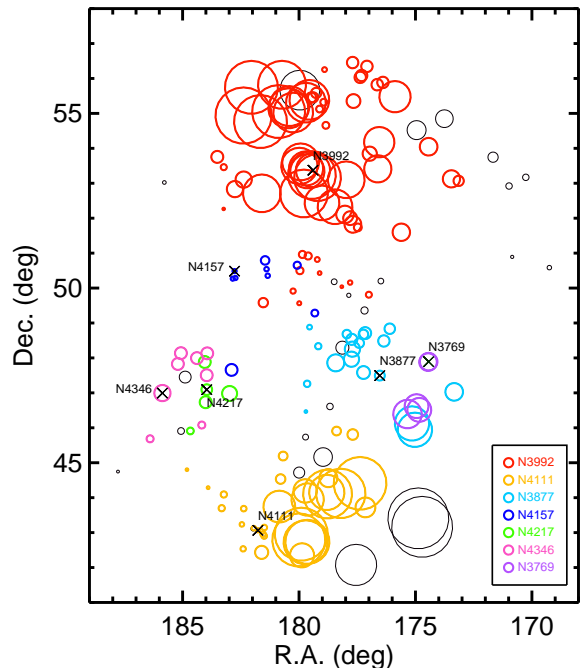 55
50
45
Dec. (deg)
N3992
N4157
N3769
N3877
N4346
N4217
N4111
N3992
N4111
N3877
N4157
N4217
N4346
N3769
185
180
175
170
R.A. (deg)